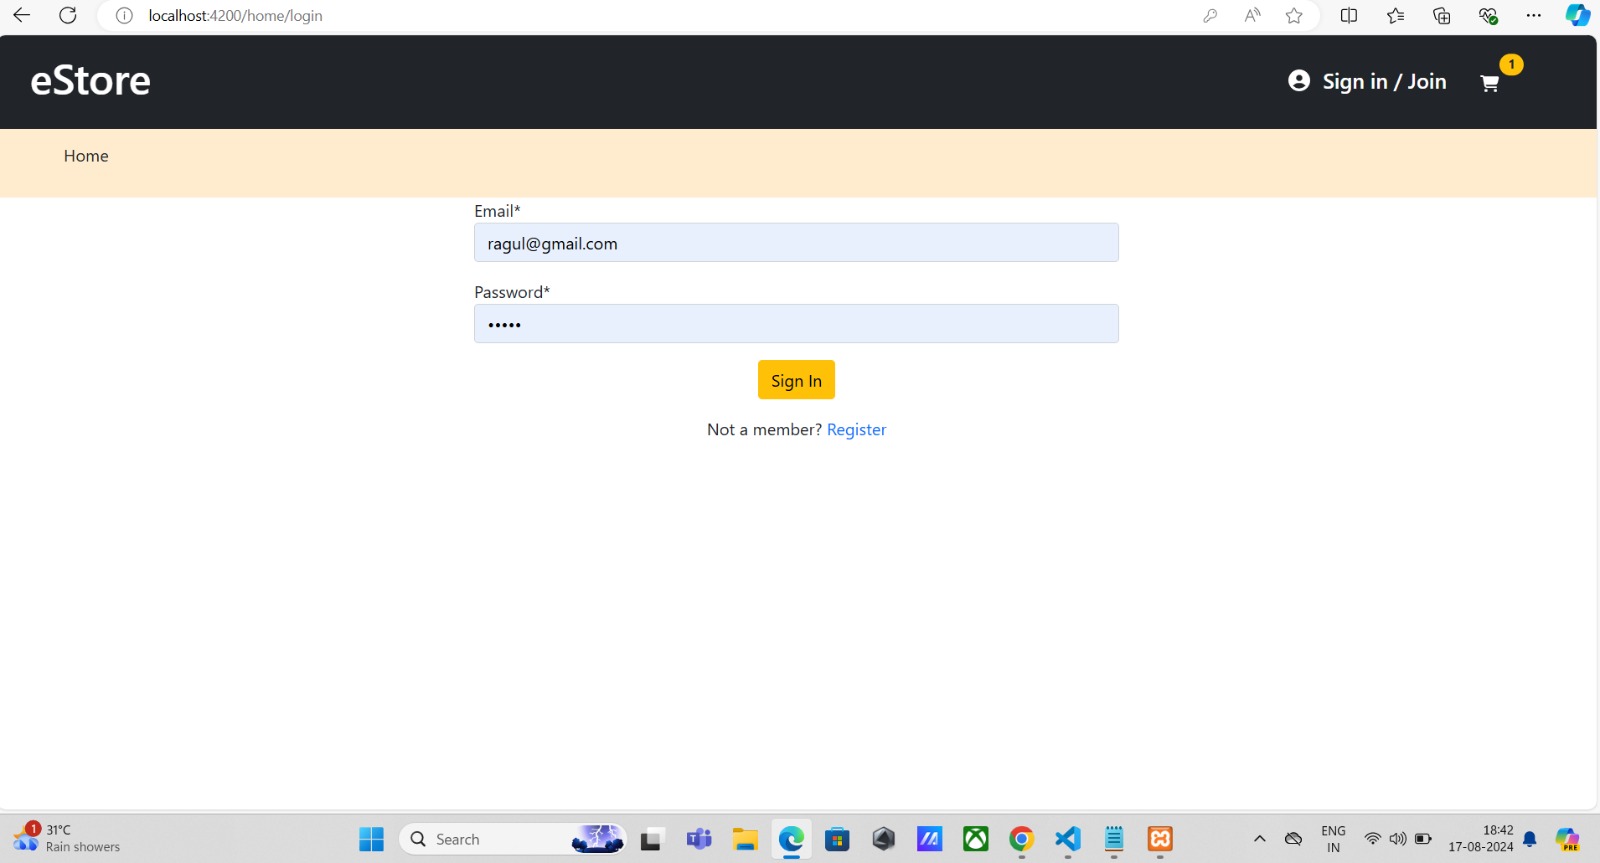 localhost:4200/home/login
eStore
Sign in / Join
1
Home
Email*
ragul@gmail.com
Password*
•••••
Sign In
Not a member? Register
1
31°C
Rain showers
Search
ENG
IN
18:42
17-08-2024
PRE